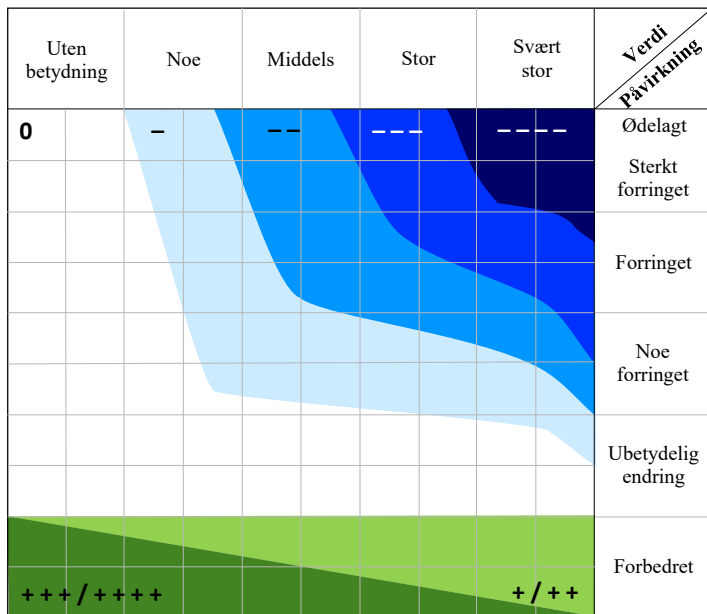 Uten
betydning
Noe
Middels
Stor
Svært
stor
Verdi
Påvirkning
0
–
– –
– – –
– – – –
Ødelagt
Sterkt
forringet
Forringet
Noe
forringet
Ubetydelig
endring
Forbedret
+ + + / + + + +
+ / + +